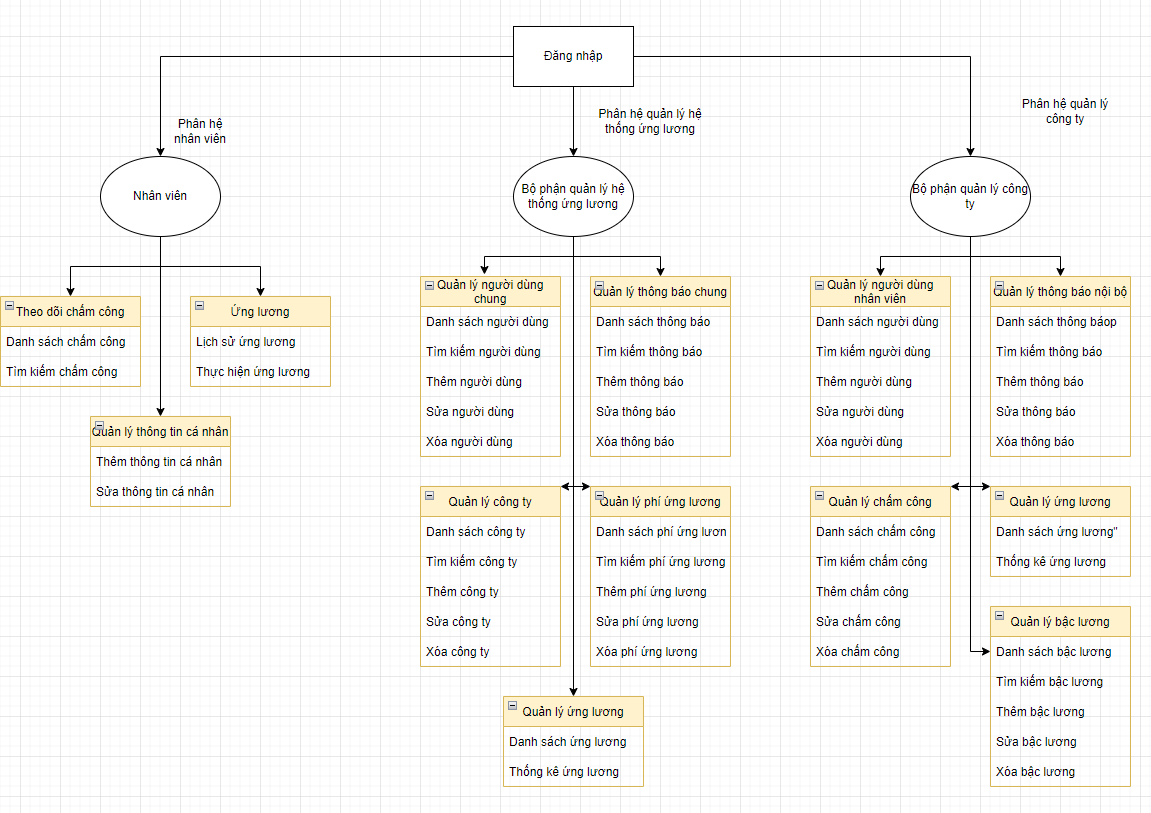 Đăng nhập
Phân hệ
nhân viên
Phân hệ quản lý hệ
thống ứng lương
Phân hệ quản lý
công ty
Nhân viên
Bộ phận quản lý hệ
thống ứng lương
Bộ phận quản lý công
ty
Theo dõi chấm công
Danh sách chấm công
Tìm kiếm chấm công
Ứng lương
Lịch sử ứng lương
Thực hiện ứng lương
Quản lý thông tin cá nhân
Thêm thông tin cá nhân
Sửa thông tin cá nhân
Quản lý người dùng
chung
Danh sách người dùng
Tìm kiếm người dùng
Thêm người dùng
Sửa người dùng
Xóa người dùng
Quản lý thông báo chung
Danh sách thông báo
Tìm kiếm thông báo
Thêm thông báo
Sửa thông báo
Xóa thông báo
Quản lý công ty
Danh sách công ty
Tìm kiếm công ty
Thêm công ty
Sửa công ty
Xóa công ty
Quản lý phí ứng lương
Danh sách phí ứng lươn
Tìm kiếm phí ứng lương
Thêm phí ứng lương
Sửa phí ứng lương
Xóa phí ứng lương
Quản lý ứng lương
Danh sách ứng lương
Thống kê ứng lương
Quản lý người dùng
nhân viên
Danh sách người dùng
Tìm kiếm người dùng
Thêm người dùng
Sửa người dùng
Xóa người dùng
Quản lý thông báo nội bộ
Danh sách thông báop
Tìm kiếm thông báo
Thêm thông báo
Sửa thông báo
Xóa thông báo
Quản lý chấm công
Danh sách chấm công
Tìm kiếm chấm công
Thêm chấm công
Sửa chấm công
Xóa chấm công
Quản lý ứng lương
Danh sách ứng lương"
Thống kê ứng lương
Quản lý bậc lương
Danh sách bậc lương
Tìm kiếm bậc lương
Thêm bậc lương
Sửa bậc lương
Xóa bậc lương